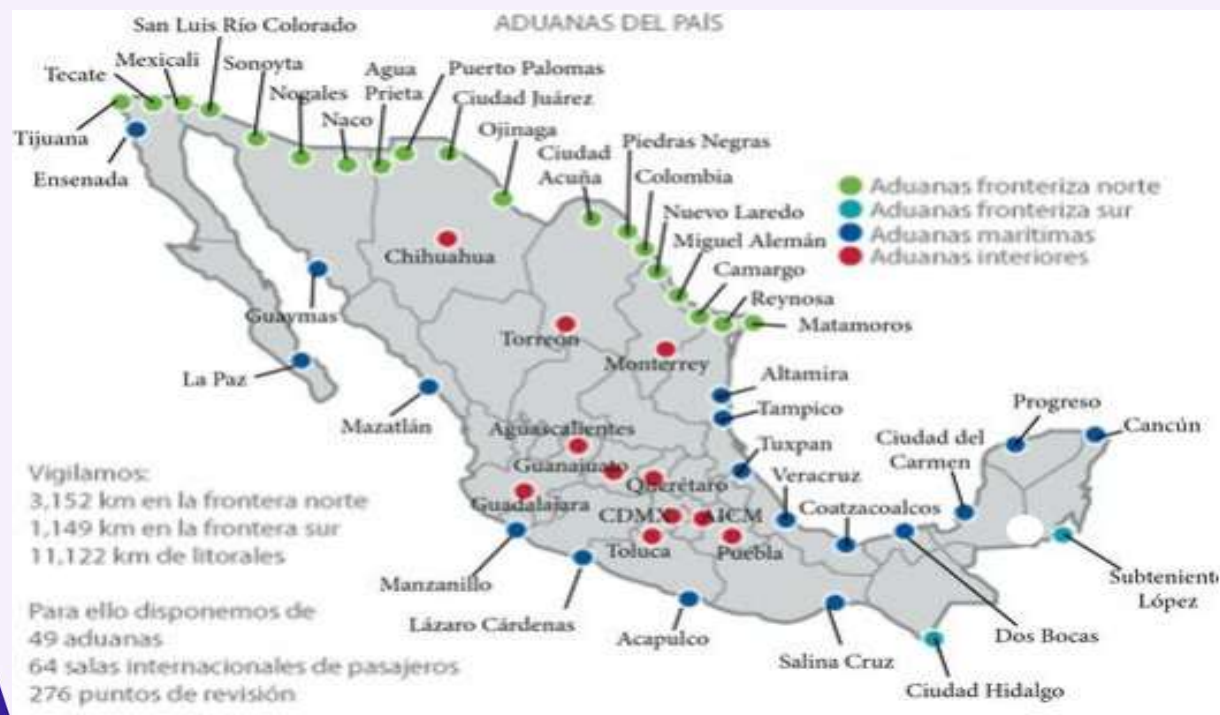 ADUANAS DEL PAÍS
San Luis Río Colorado
Mexicali
Tecate
Sonoyta
Nogales
Naco
Agua
Prieta
Puerto Palomas
Ciudad Juárez
Ojinaga
Ciudad
Acuña
Piedras Negras
Colombia
Nuevo Laredo
Miguel Alemán
Camargo
Reynosa
Matamoros
Tijuana
Ensenada
Aduanas fronteriza norte
Aduanas fronteriza sur
Aduanas marítimas
Aduanas interiores
Chihuahua
Guaymas
Torreón
Monterrey
La Paz
Mazatlán
Altamira
Tampico
Tuxpan
Veracruz
Coatzacoalcos
Ciudad del
Carmen
Progreso
Cancún
Aguascalientes
Guanajuato
Querétaro
Guadalajara
CDMX
AICM
Toluca
Puebla
Manzanillo
Lázaro Cárdenas
Acapulco
Salina Cruz
Dos Bocas
Ciudad Hidalgo
Subteniente
López
Vigilamos:
3,152 km en la frontera norte
1,149 km en la frontera sur
11,122 km de litorales
Para ello disponemos de
49 aduanas
64 salas internacionales de pasajeros
276 puntos de revisión